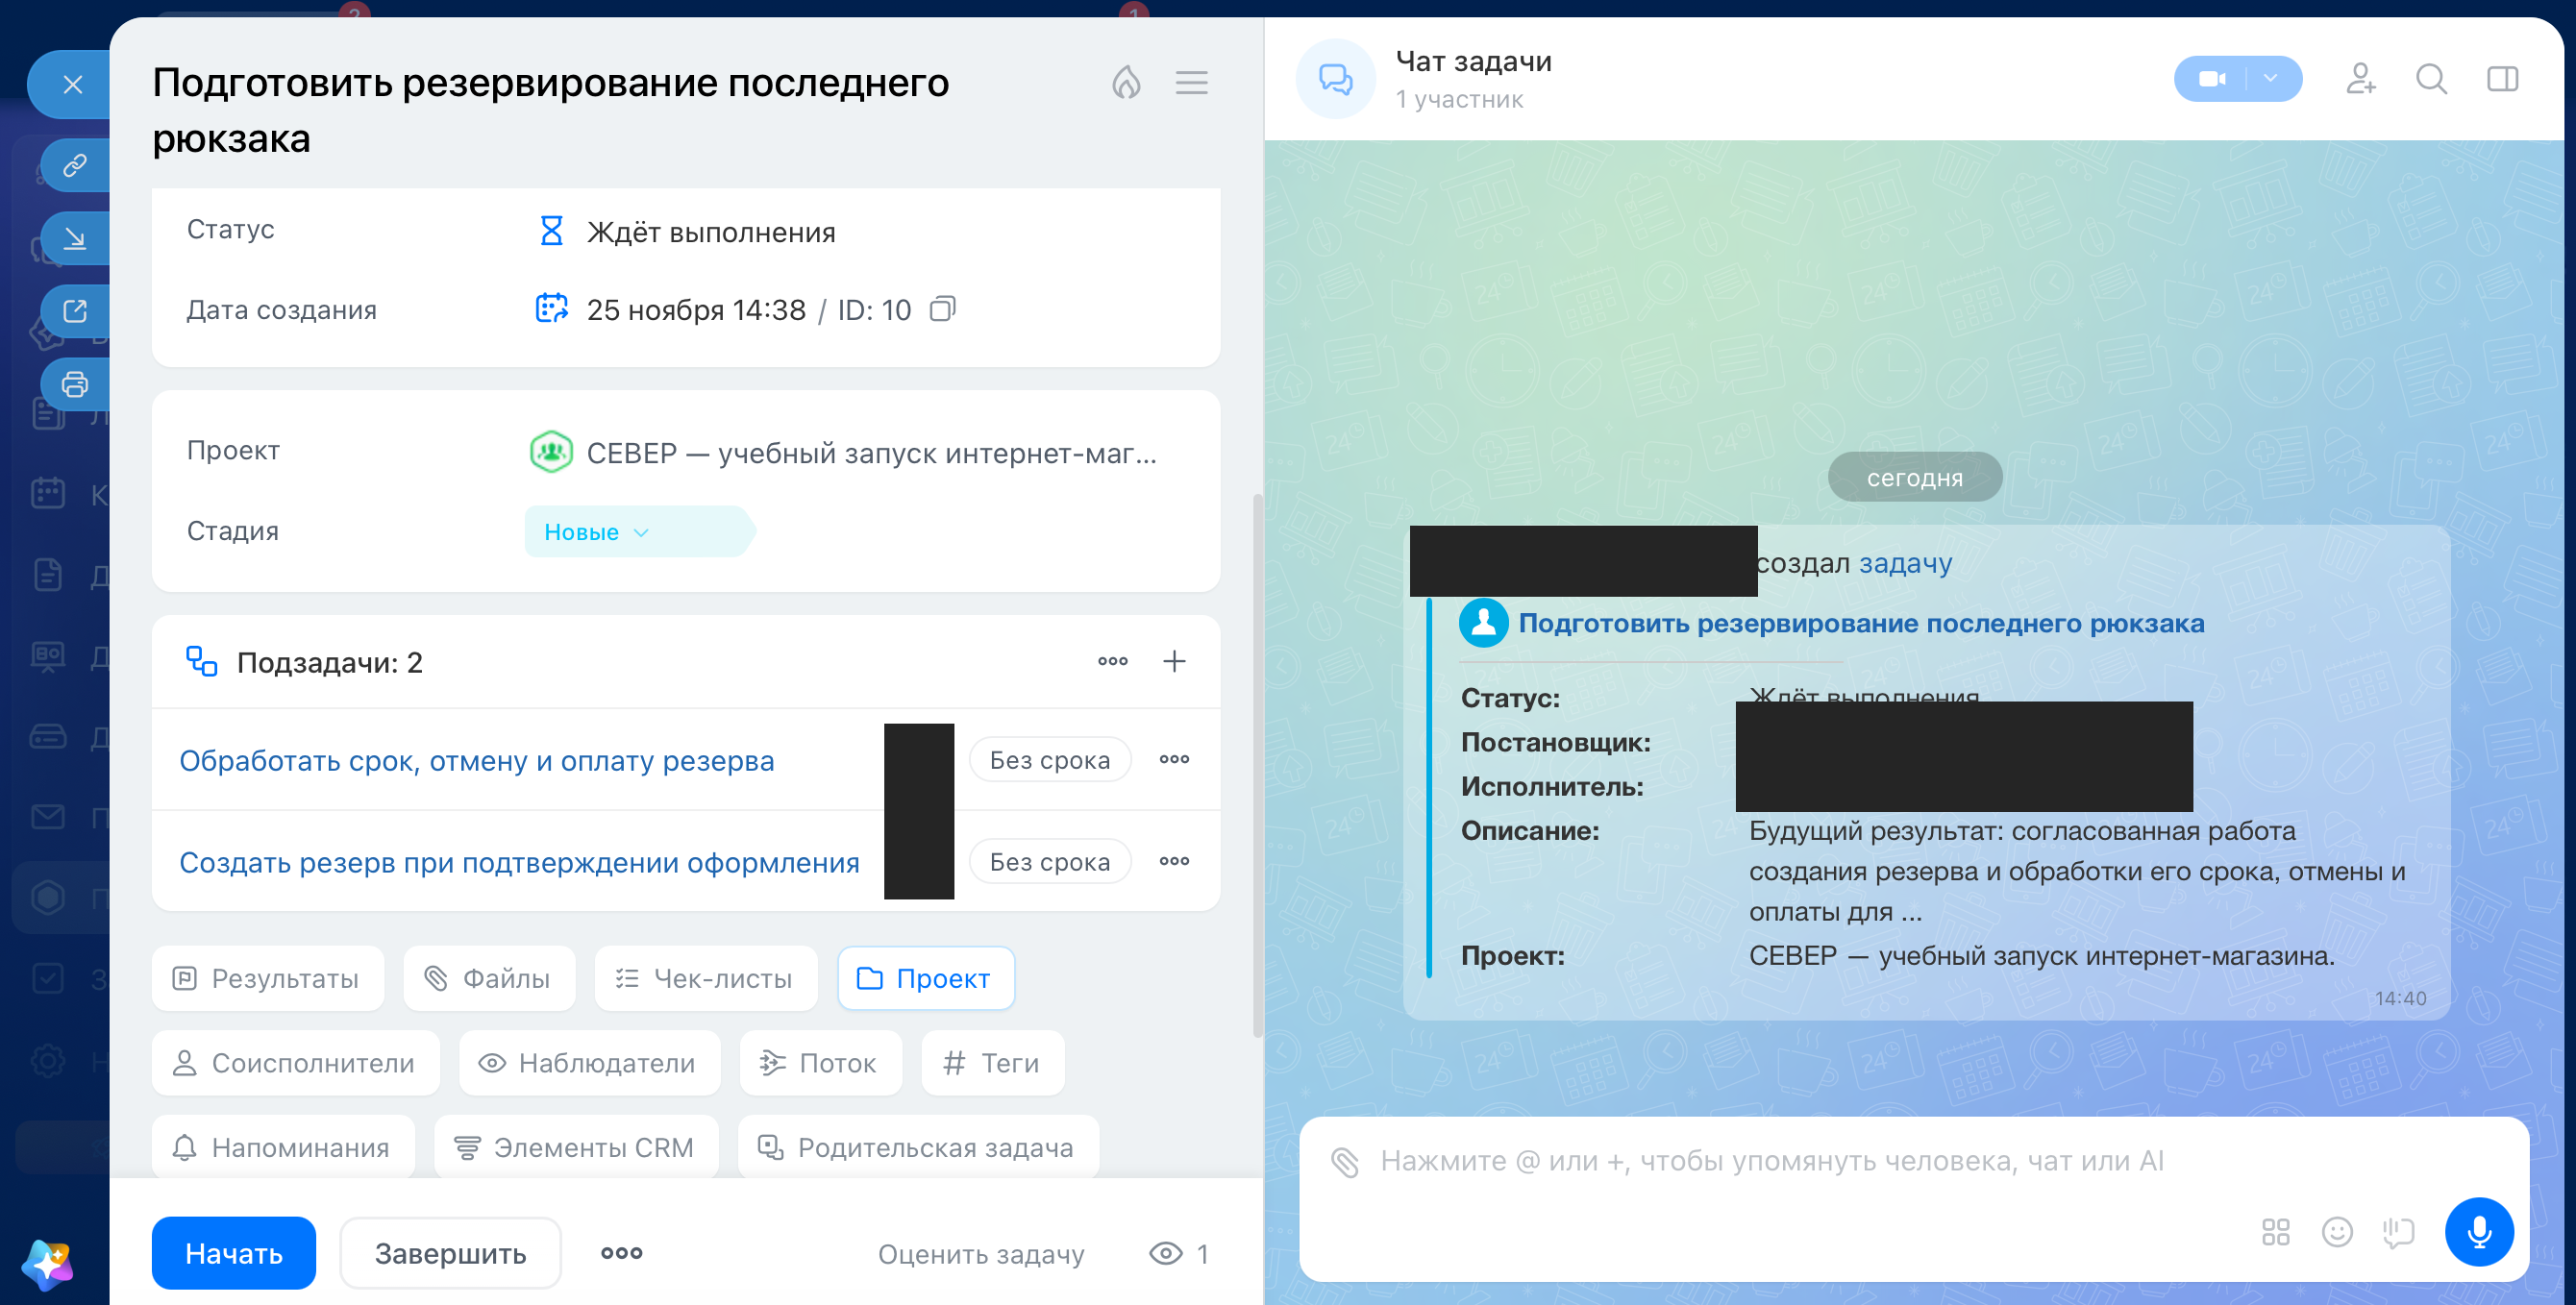 2
1
Подготовить резервирование последнего
рюкзака
Статус
Ждёт выполнения
Дата создания
25 ноября 14:38 / ID: 10
Проект
СЕВЕР — учебный запуск интернет-маг...
Стадия
Новые
Подзадачи: 2
Обработать срок, отмену и оплату резерва
Без срока
Создать резерв при подтверждении оформления
Без срока
Результаты
Файлы
Чек-листы
Проект
Соисполнители
Наблюдатели
Поток
Теги
Напоминания
Элементы CRM
Родительская задача
Начать
Завершить
Оценить задачу
1
Чат задачи
1 участник
сегодня
создал задачу
Подготовить резервирование последнего рюкзака
Статус:
Ждёт выполнения
Постановщик:
Исполнитель:
Описание:
Будущий результат: согласованная работа
создания резерва и обработки его срока, отмены и
оплаты для ...
Проект:
СЕВЕР — учебный запуск интернет-магазина.
14:40
Нажмите @ или +, чтобы упомянуть человека, чат или AI